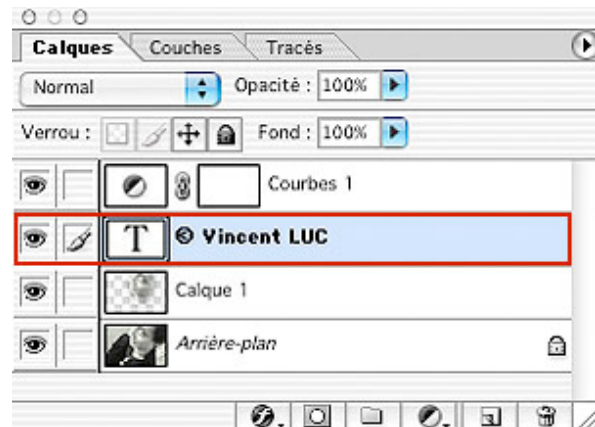 Calques Couches Tracés
Normal Opacité : 100%
Verrou : Fond : 100%
Courbes 1
T © Vincent LUC
Calque 1
Arrière-plan